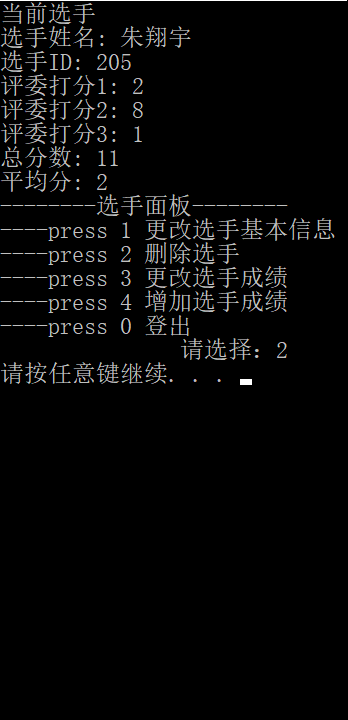 当前选手
选手姓名: 朱翔宇
选手ID: 205
评委打分1: 2
评委打分2: 8
评委打分3: 1
总分数: 11
平均分: 2
--------选手面板--------
----press 1 更改选手基本信息
----press 2 删除选手
----press 3 更改选手成绩
----press 4 增加选手成绩
----press 0 登出
请选择: 2
请按任意键继续. . .